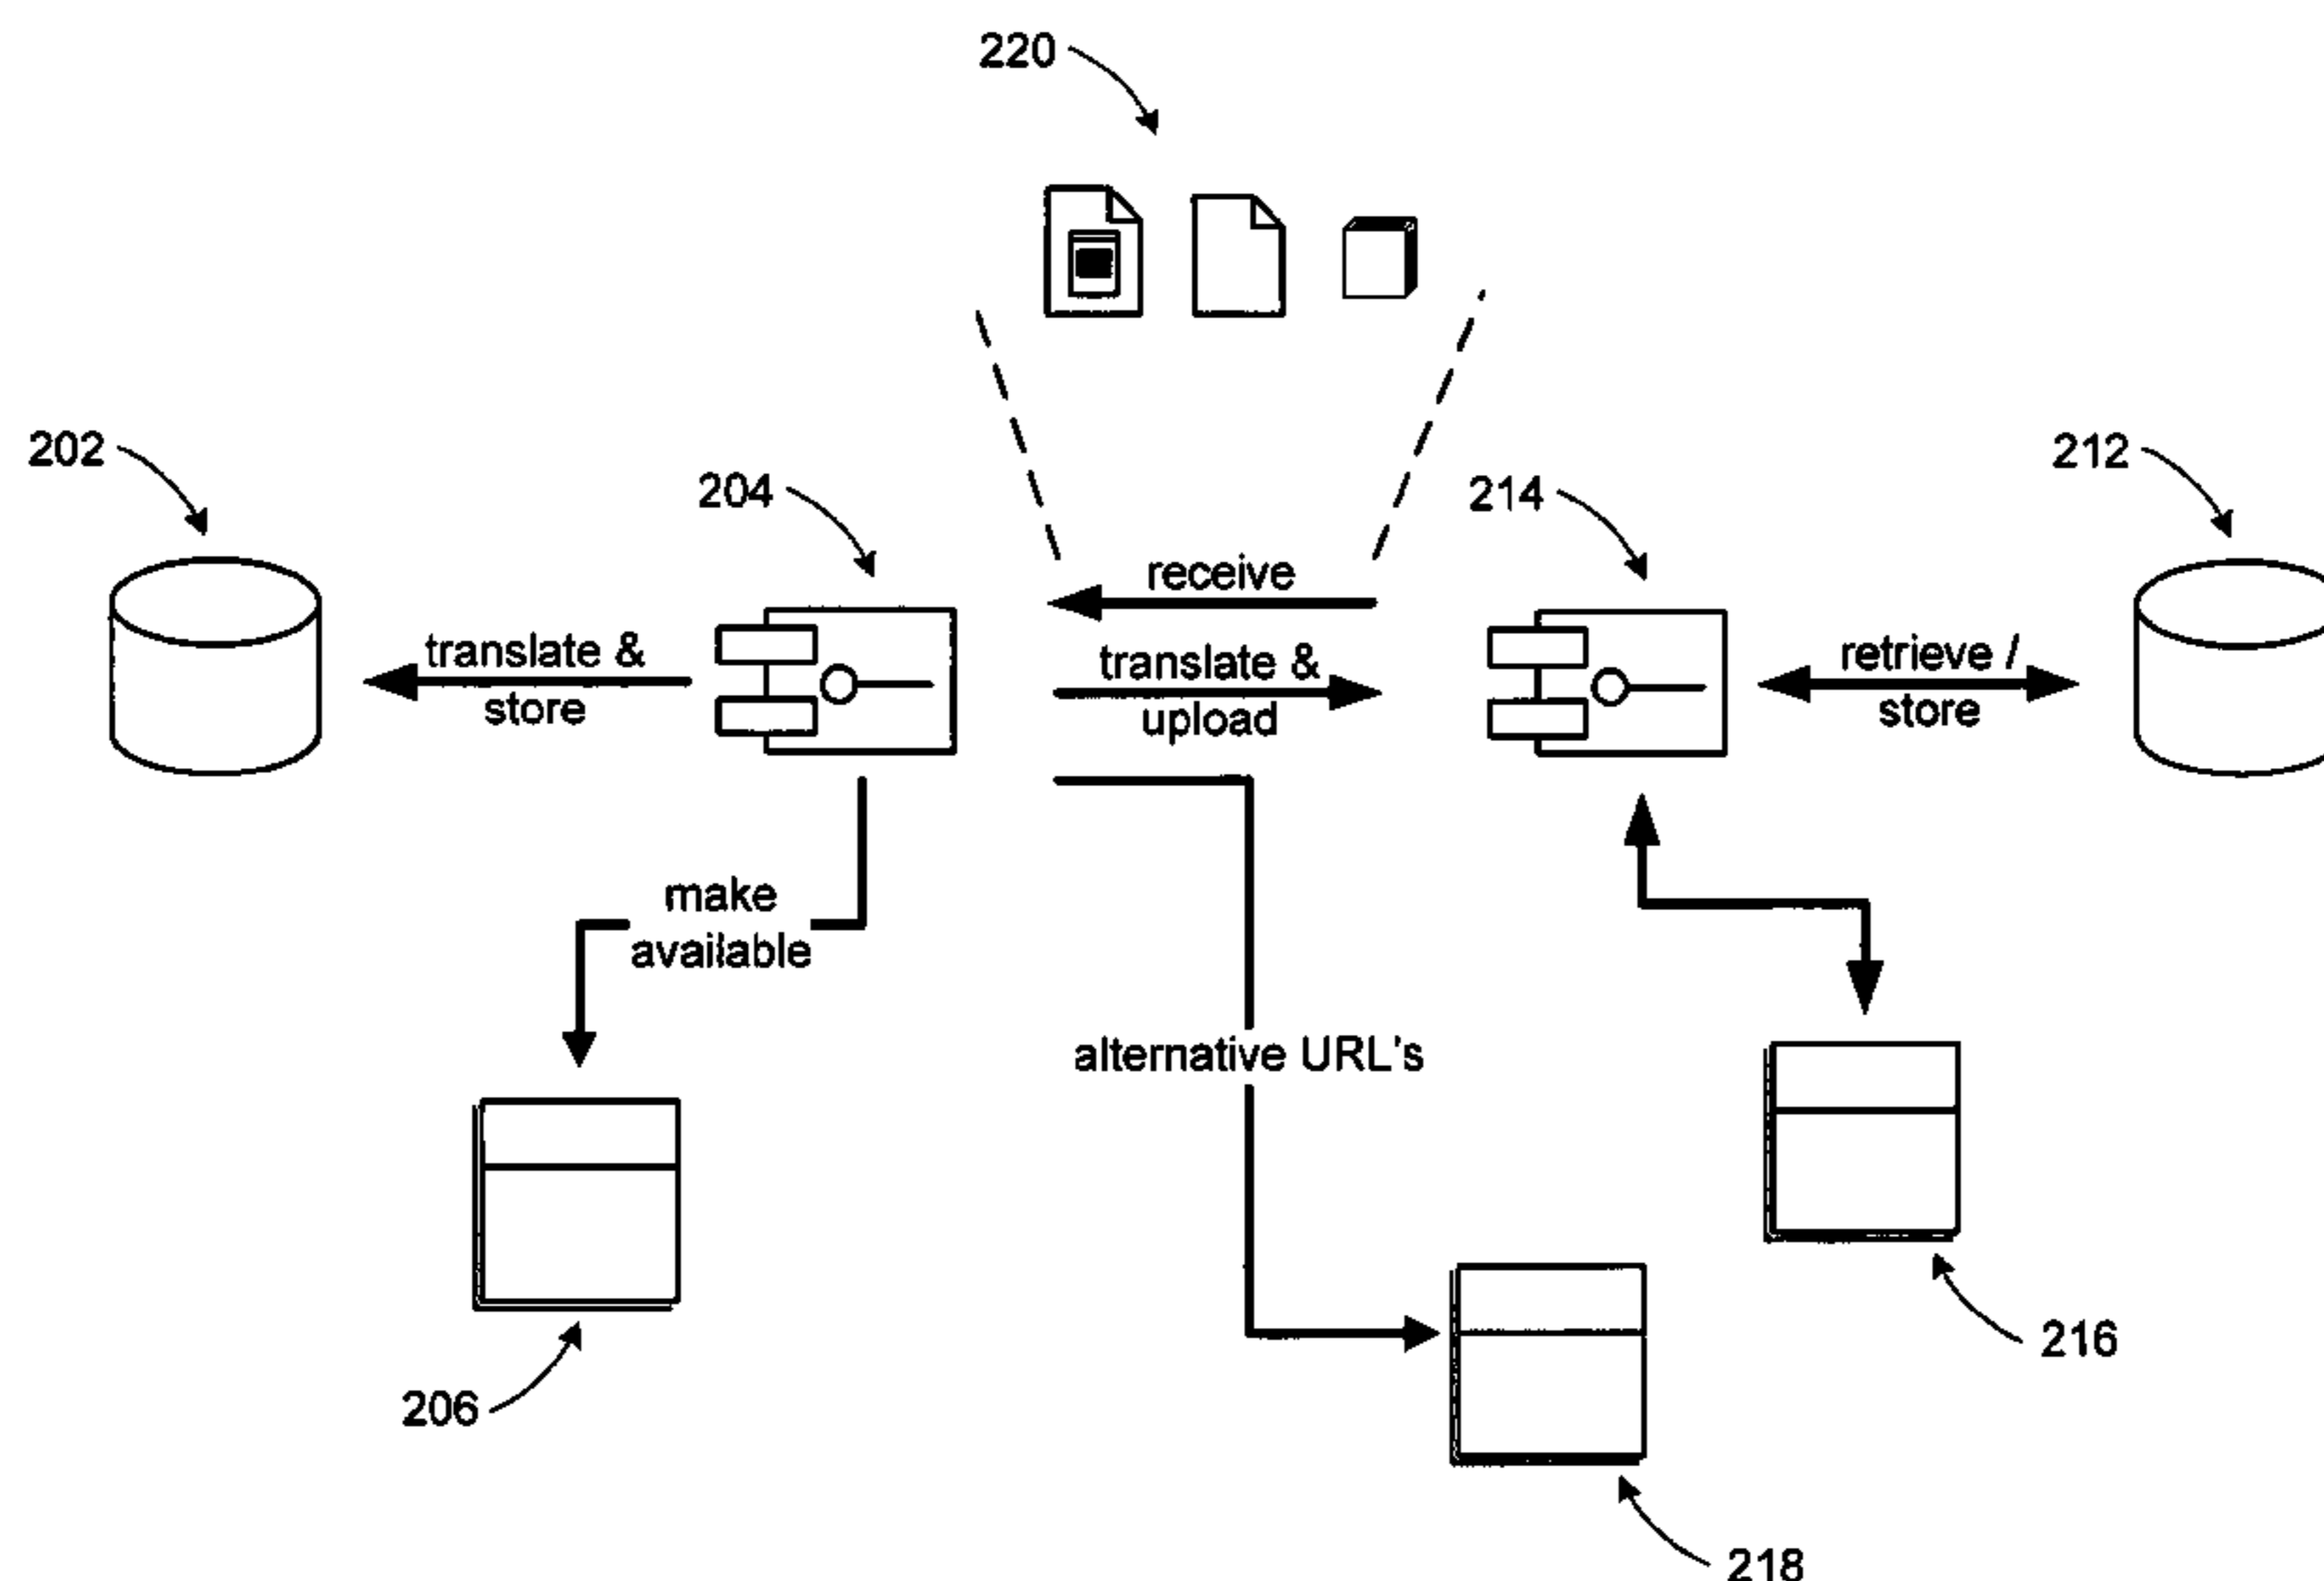 220
202
204
214
212
receive
translate &
store
translate &
upload
retrieve /
store
make
available
alternative URL's
206
216
218